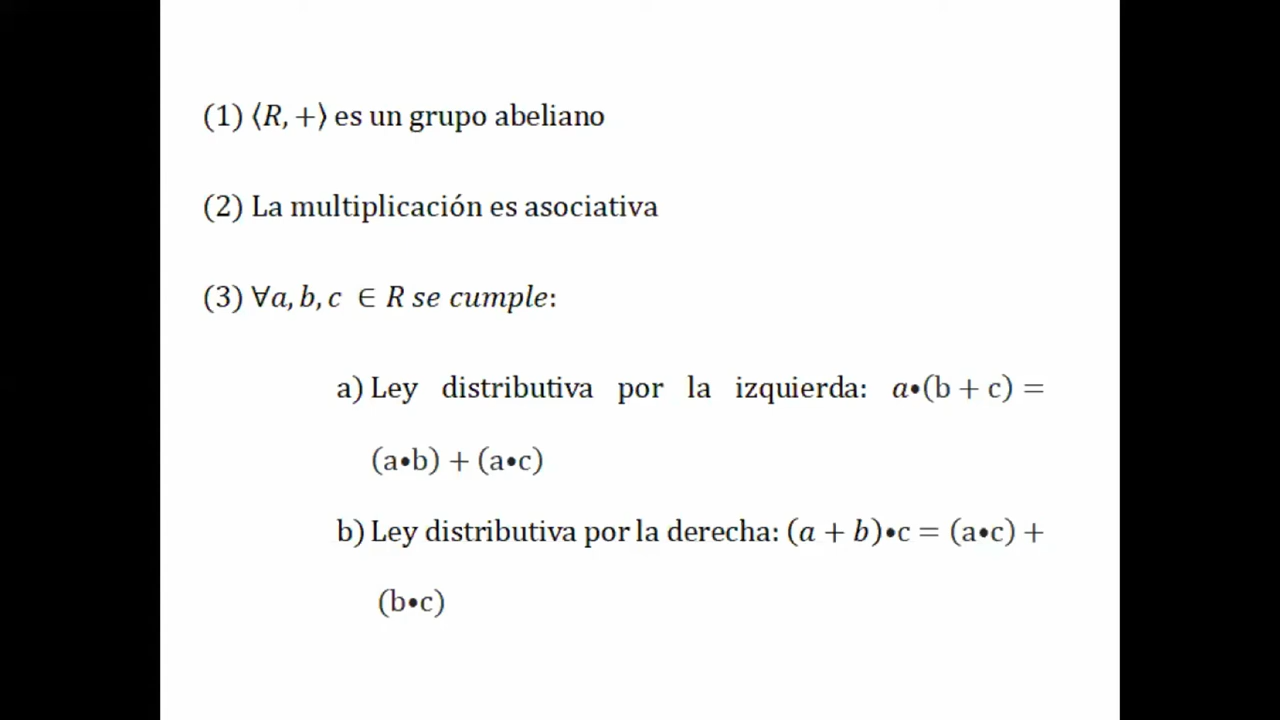 (1) ⟨R, +⟩ es un grupo abeliano
(2) La multiplicación es asociativa
(3) ∀a, b, c ∈ R se cumple:
a) Ley distributiva por la izquierda: a•(b + c) =
(a•b) + (a•c)
b) Ley distributiva por la derecha: (a + b)•c = (a•c) +
(b•c)